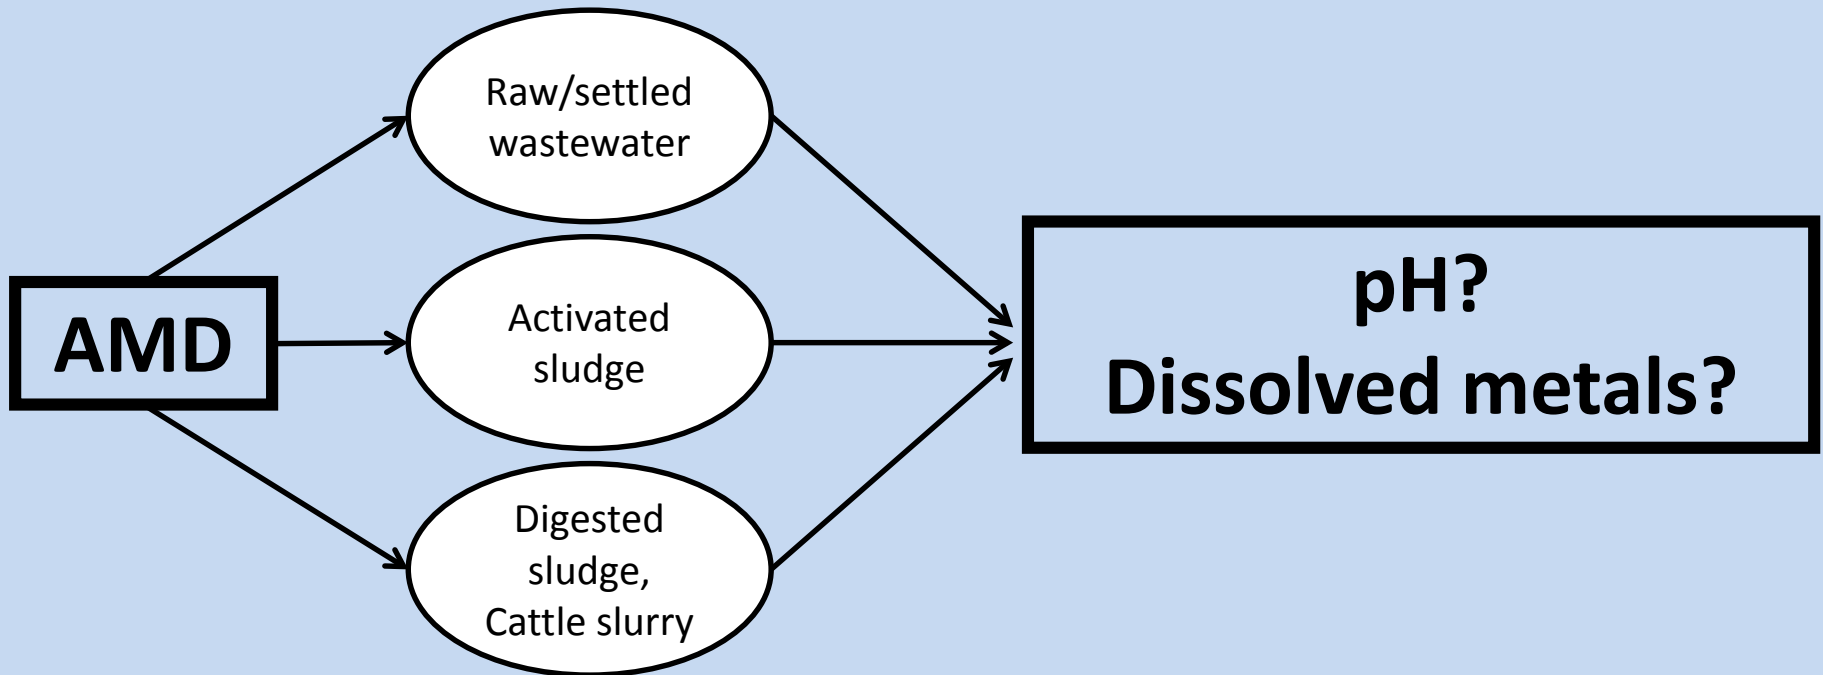 AMD
Raw/settled
wastewater
Activated
sludge
Digested
sludge,
Cattle slurry
pH?
Dissolved metals?